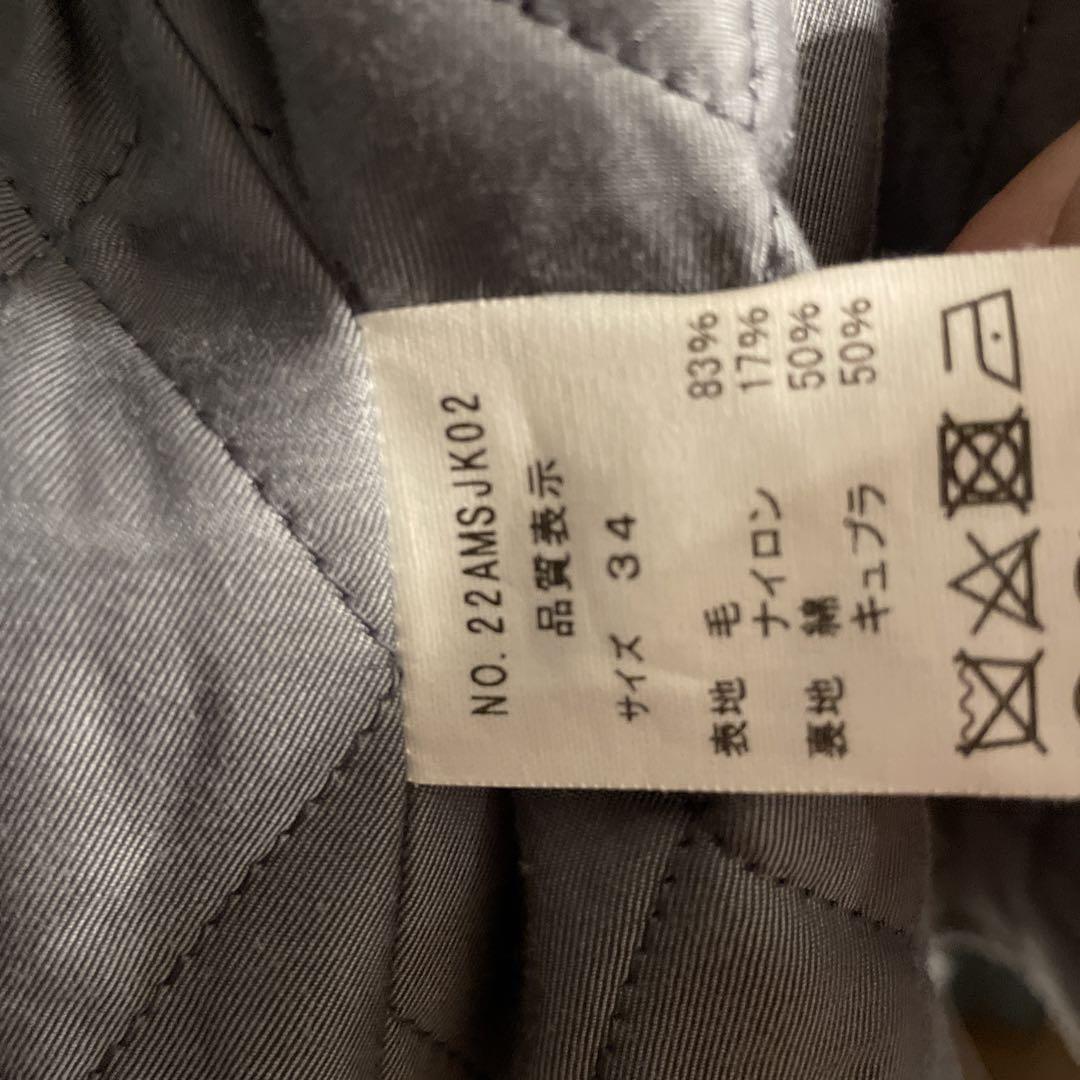 NO.22AMSJK02
品質表示
サイズ 34
表地 毛 83%
ナイロン 17%
裏地 綿 50%
キュプラ 50%